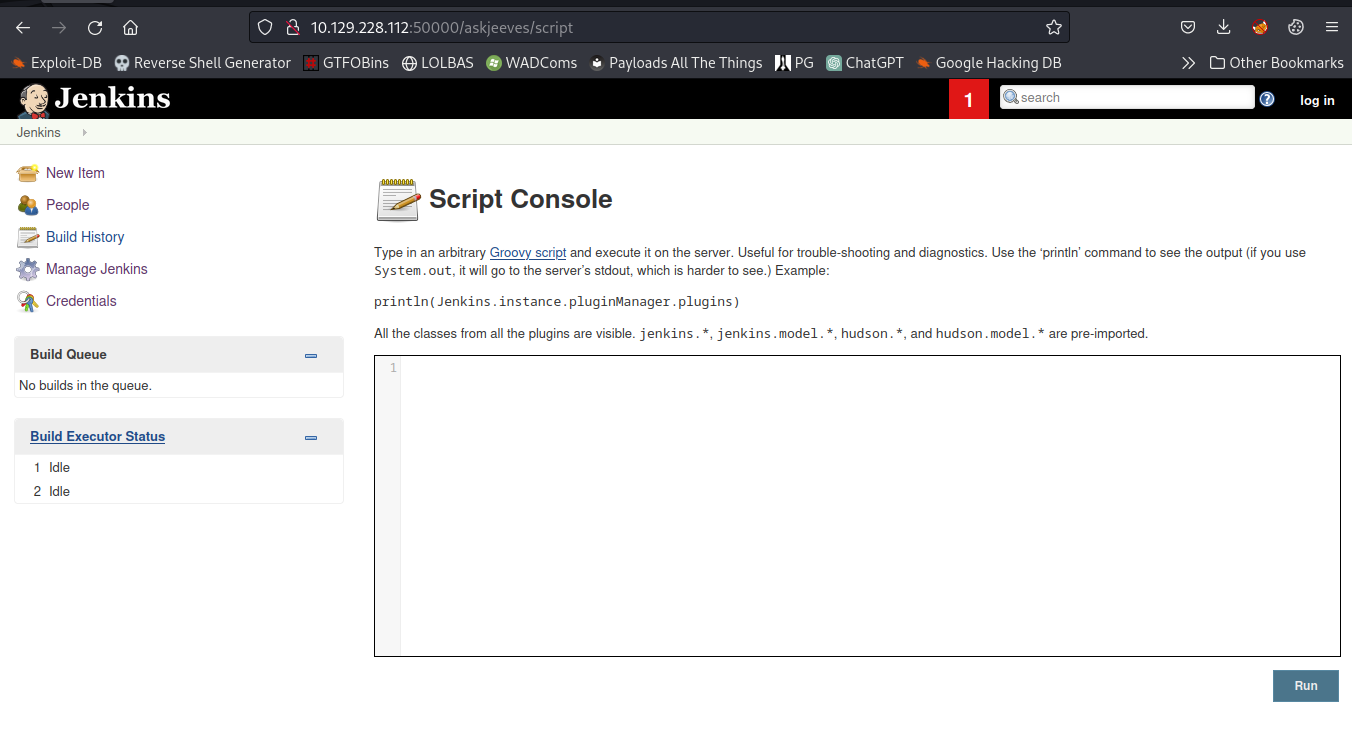 10.129.228.112:50000/askjeeves/script
Exploit-DB Reverse Shell Generator GTFOBins LOLBAS WADComs Payloads All The Things PG ChatGPT Google Hacking DB Other Bookmarks
Jenkins 1 search log in
Jenkins
New Item
People
Build History
Manage Jenkins
Credentials
Build Queue
No builds in the queue.
Build Executor Status
1 Idle
2 Idle
Script Console
Type in an arbitrary Groovy script and execute it on the server. Useful for trouble-shooting and diagnostics. Use the ‘println’ command to see the output (if you use
System.out, it will go to the server’s stdout, which is harder to see.) Example:
println(Jenkins.instance.pluginManager.plugins)
All the classes from all the plugins are visible. jenkins.*, jenkins.model.*, hudson.*, and hudson.model.* are pre-imported.
1
Run